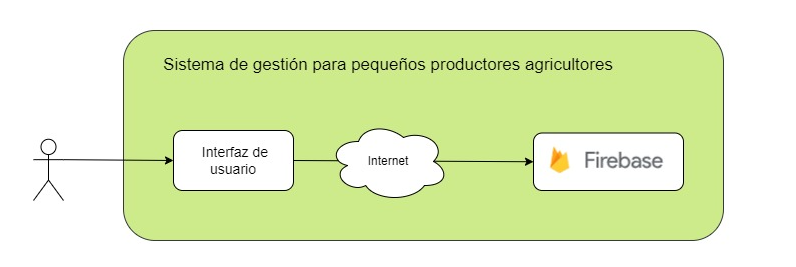 Sistema de gestión para pequeños productores agricultores
Interfaz de
usuario
Internet
Firebase